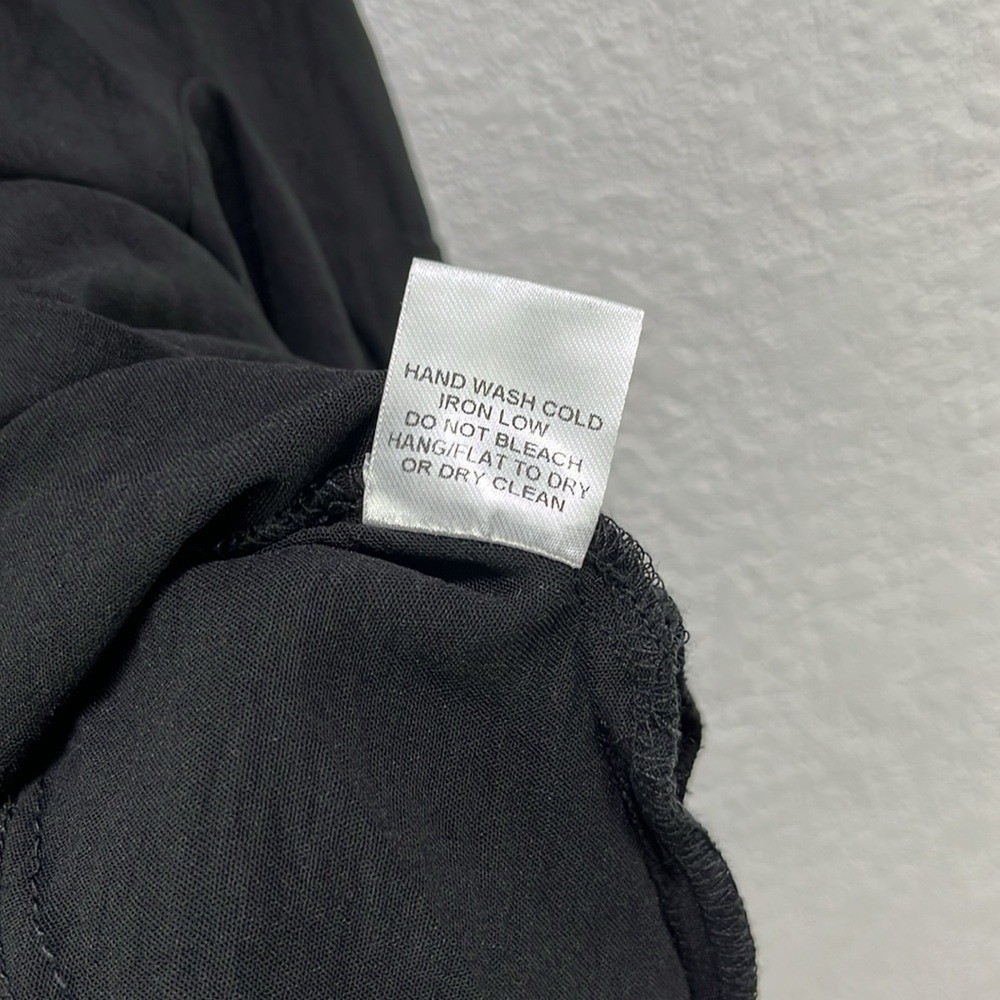 HAND WASH COLD
IRON LOW
DO NOT BLEACH
HANG/FLAT TO DRY
OR DRY CLEAN